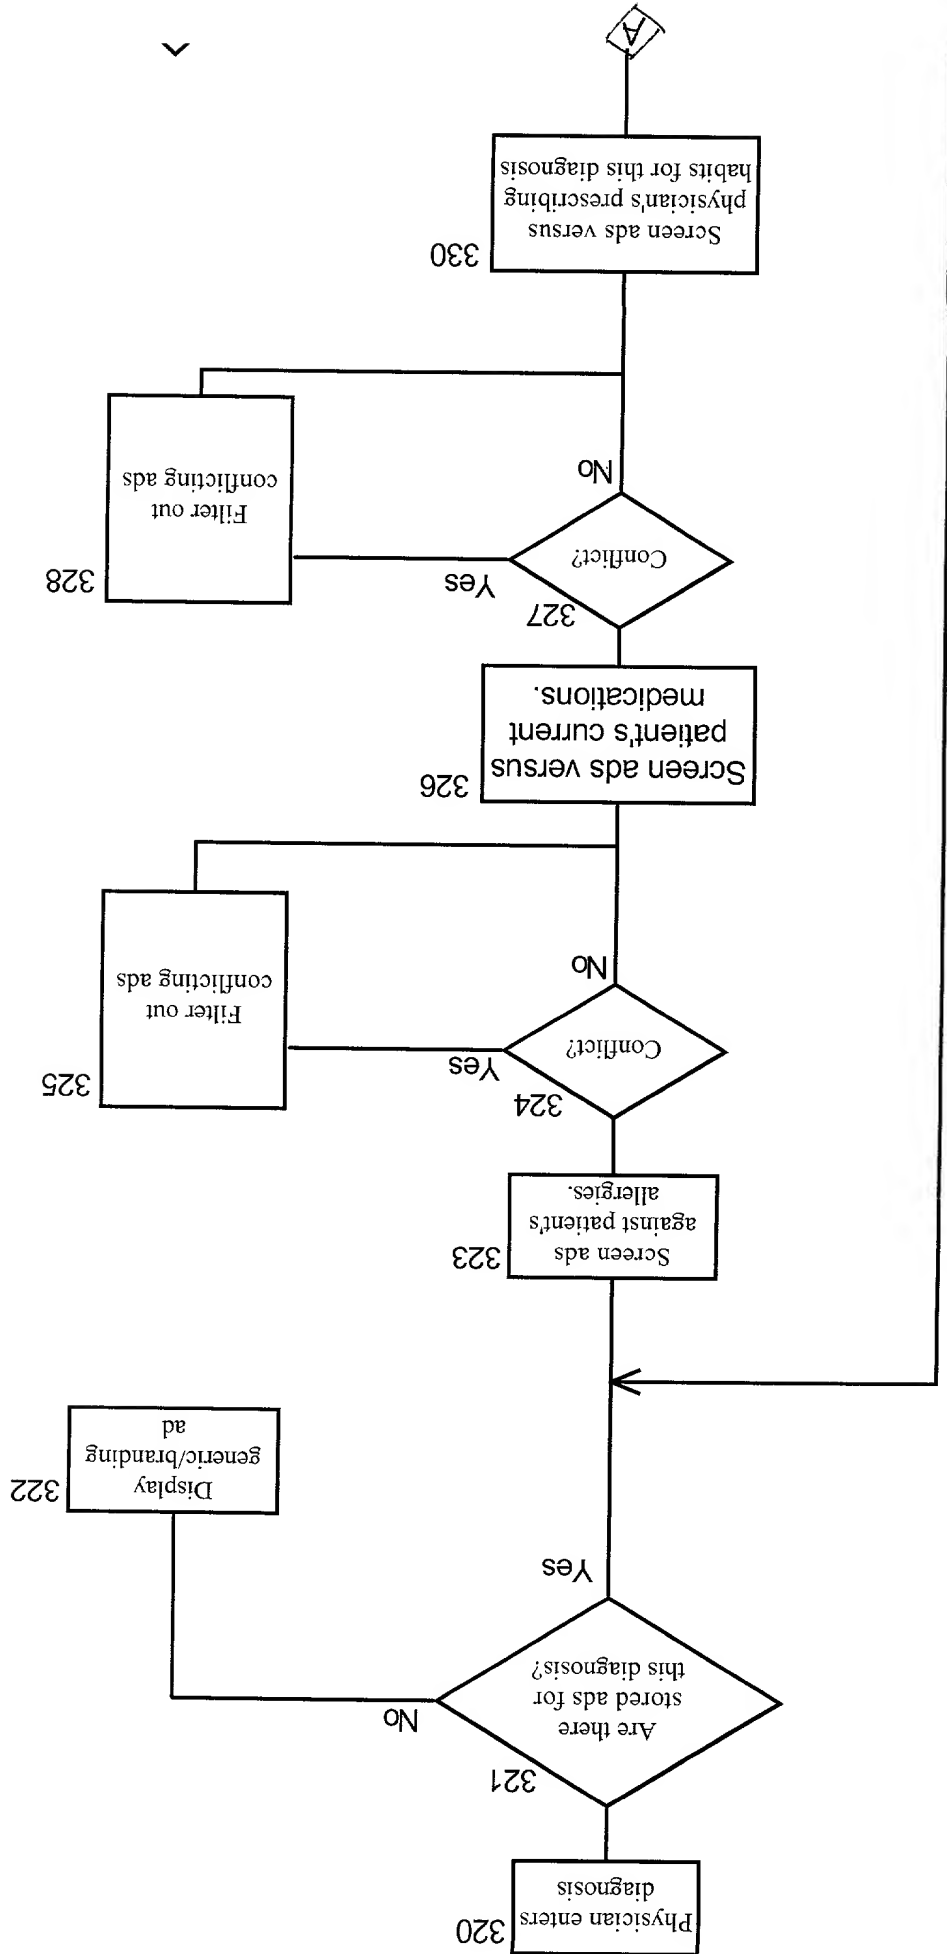 Physician enters
diagnosis
320
321
Are there
stored ads for
this diagnosis?
No
Yes
Display
generic/branding
ad
322
Screen ads
against patient's
allergies.
323
324
Conflict?
Yes
No
Filter out
conflicting ads
325
Screen ads versus
patient's current
medications.
326
327
Conflict?
Yes
No
Filter out
conflicting ads
328
Screen ads versus
physician's prescribing
habits for this diagnosis
330
A